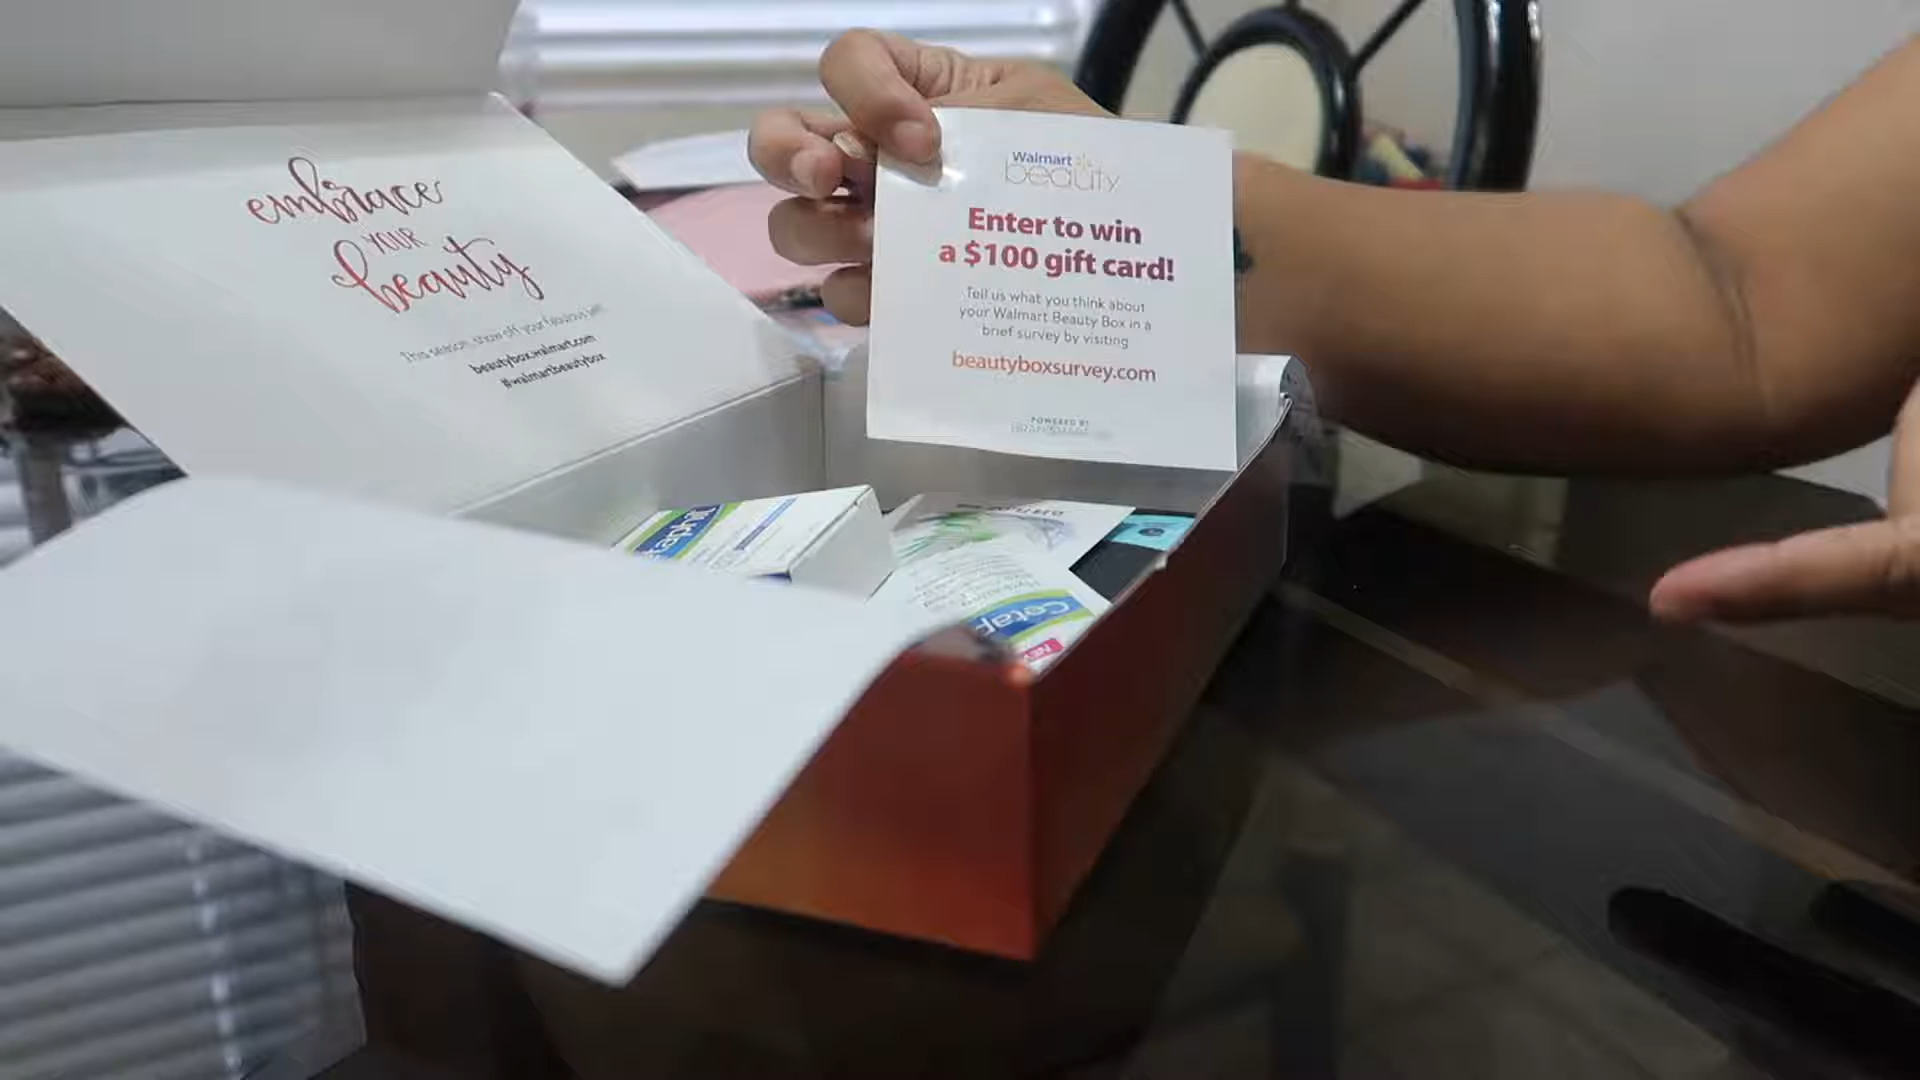 embrace
YOUR
beauty
This season, show off your fabulous self!
beautybox.walmart.com
#walmartbeautybox
Walmart
beauty
Enter to win
a $100 gift card!
Tell us what you think about
your Walmart Beauty Box in a
brief survey by visiting
beautyboxsurvey.com
POWERED BY
Cetap
NEW